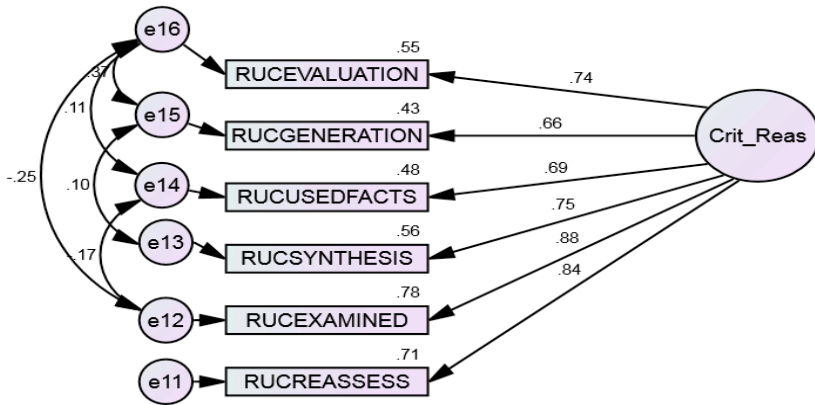 e16
.55
RUCEVALUATION
.74
.37
e15
.43
RUCGENERATION
.66
Crit_Reas
.11
e14
.48
RUCUSEDFACTS
.69
-.25
.10
e13
.56
RUCSYNTHESIS
.75
-.17
e12
.78
RUCEXAMINED
.88
e11
.71
RUCREASSESS
.84